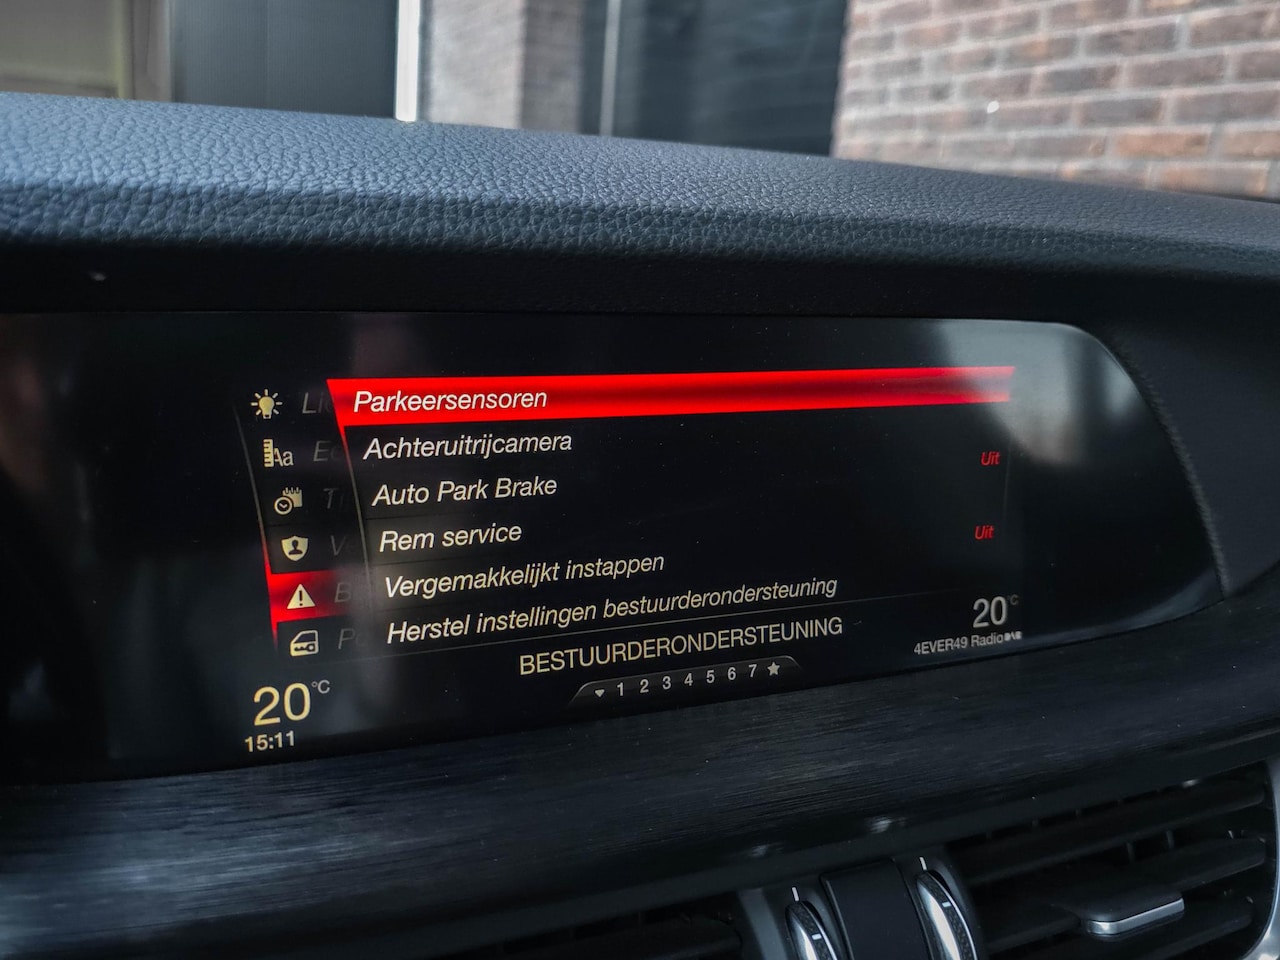 Parkeersensoren
Achteruitrijcamera
Auto Park Brake
Uit
Rem service
Vergemakkelijkt instappen
Uit
Herstel instellingen bestuurderondersteuning
BESTUURDERONDERSTEUNING
1 2 3 4 5 6 7
20°C
15:11
20°C
4EVER49 Radio
Aa